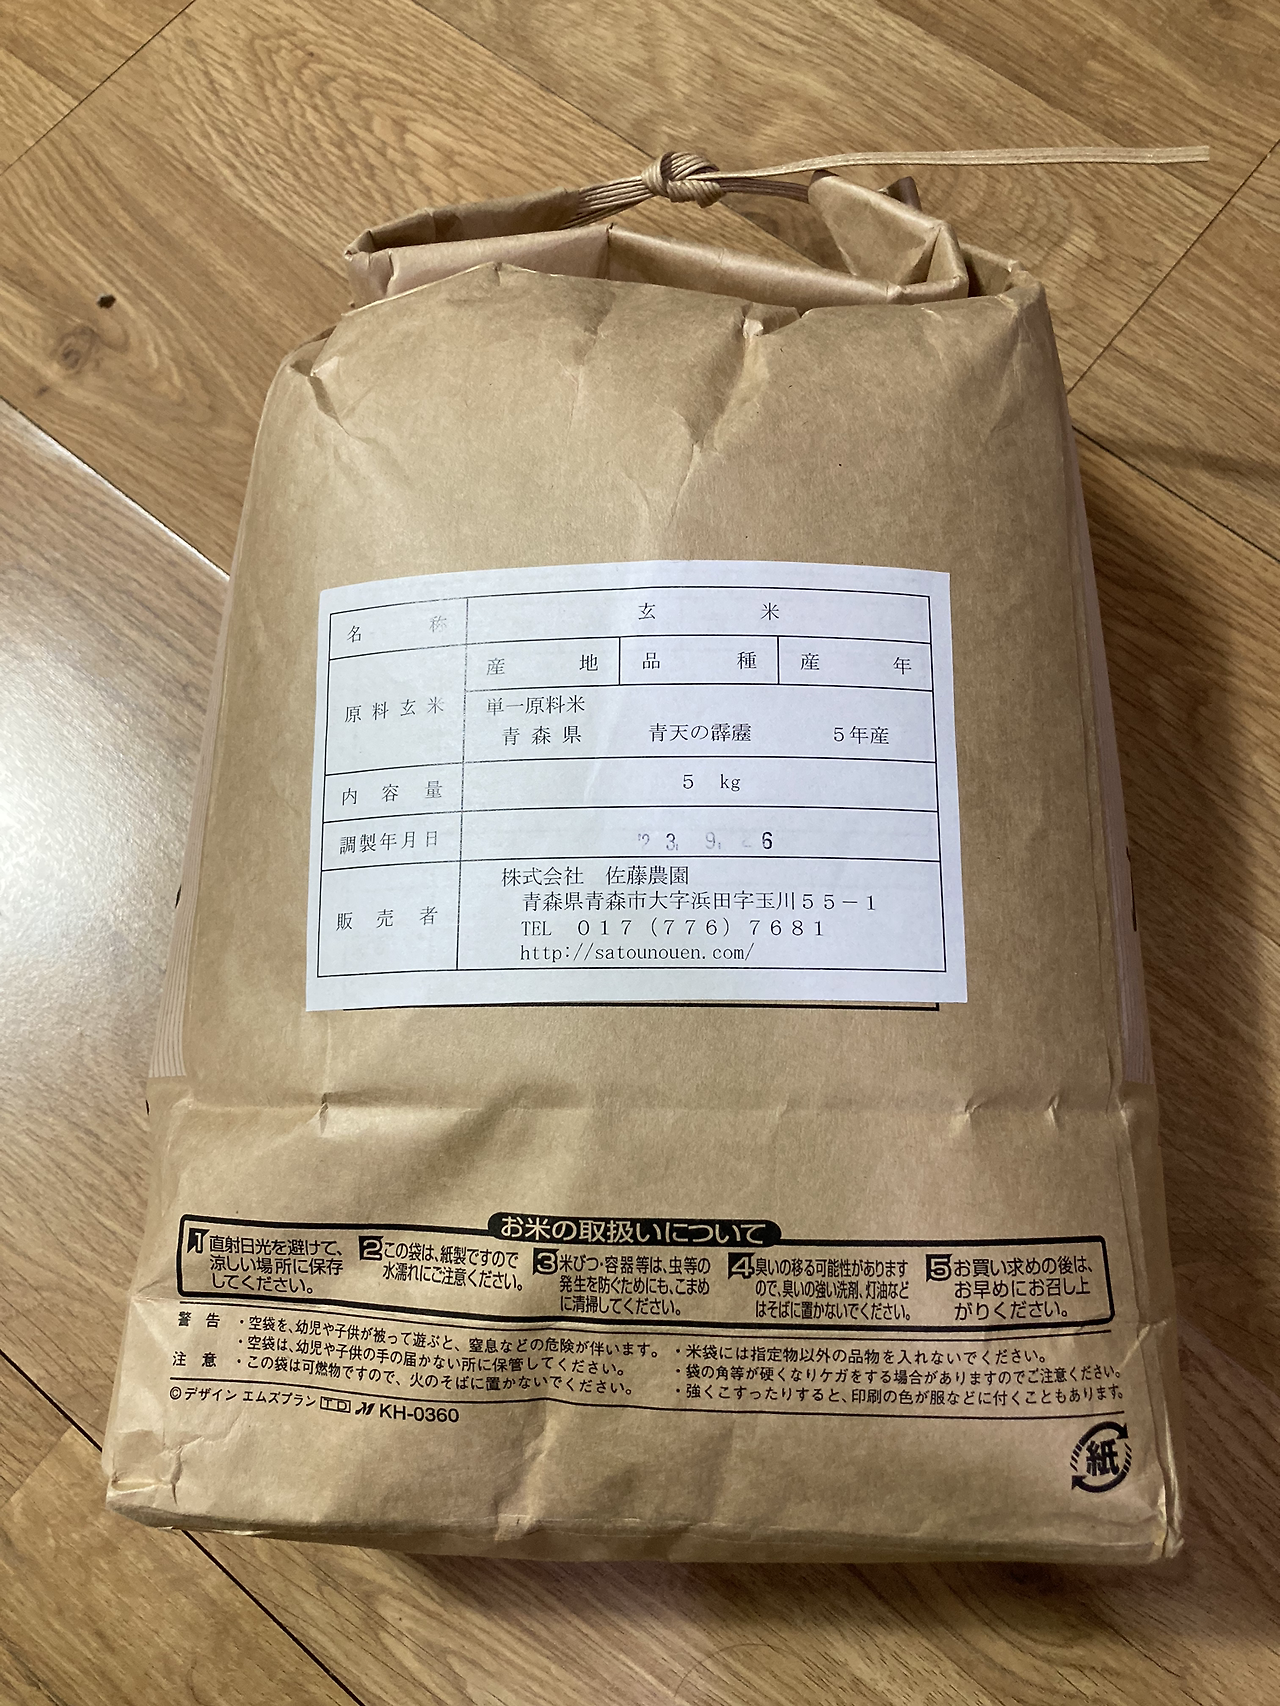 名称 玄米
原料玄米 産地 品種 産年
単一原料米
青森県 青天の霹靂 5年産
内容量 5 kg
調製年月日 23. 9. 26
販売者 株式会社 佐藤農園
青森県青森市大字浜田字玉川55-1
TEL 017(776)7681
http://satounouen.com/
お米の取扱いについて
1 直射日光を避けて、
涼しい場所に保存
してください。
2 この袋は、紙製ですので
水濡れにご注意ください。
3 米びつ・容器等は、虫等の
発生を防ぐためにも、こまめ
に清掃してください。
4 臭いの移る可能性があります
ので、臭いの強い洗剤、灯油など
はそばに置かないでください。
5 お買い求めの後は、
お早めにお召し上
がりください。
警告 ・空袋を、幼児や子供が被って遊ぶと、窒息などの危険が伴います。
・空袋は、幼児や子供の手の届かない所に保管してください。
注意 ・この袋は可燃物ですので、火のそばに置かないでください。
・米袋には指定物以外の品物を入れないでください。
・袋の角等が硬くなりケガをする場合がありますのでご注意ください。
・強くこすったりすると、印刷の色が服などに付くこともあります。
©デザイン エムズプラン TD M KH-0360
紙